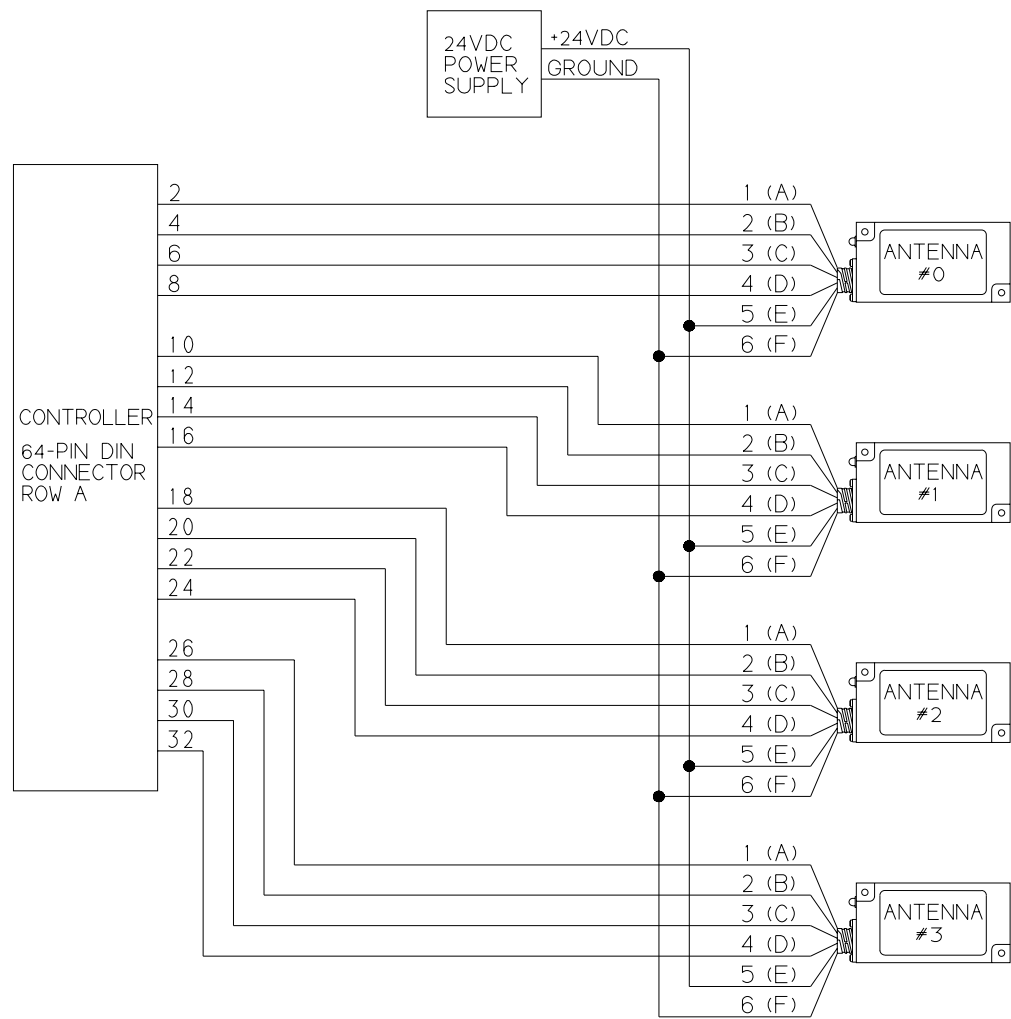 24VDC
POWER
SUPPLY
+24VDC
GROUND
CONTROLLER
64-PIN DIN
CONNECTOR
ROW A
2
4
6
8
10
12
14
16
18
20
22
24
26
28
30
32
1 (A)
2 (B)
3 (C)
4 (D)
5 (E)
6 (F)
ANTENNA
#0
1 (A)
2 (B)
3 (C)
4 (D)
5 (E)
6 (F)
ANTENNA
#1
1 (A)
2 (B)
3 (C)
4 (D)
5 (E)
6 (F)
ANTENNA
#2
1 (A)
2 (B)
3 (C)
4 (D)
5 (E)
6 (F)
ANTENNA
#3